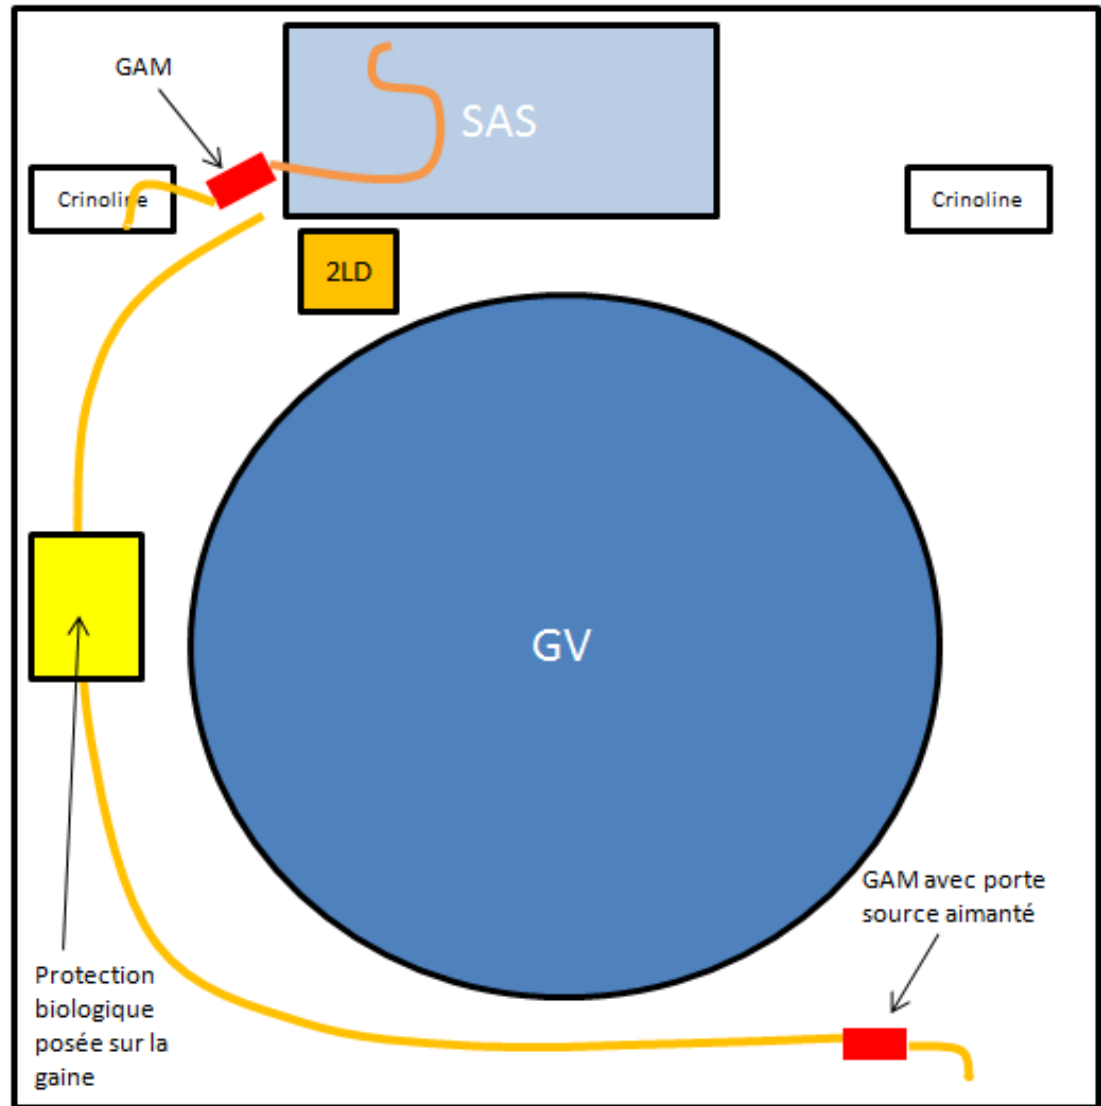 GAM
SAS
Crinoline
Crinoline
2LD
GV
GAM avec porte
source aimanté
Protection
biologique
posée sur la
gaine